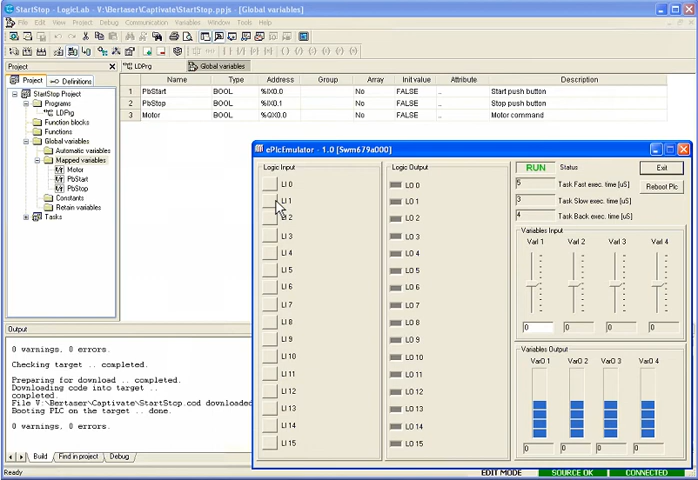 StartStop - LogicLab - V:\Bertaser\Captivate\StartStop.ppjs - [Global variables]
File Edit View Project Debug Communication Variables Window Tools Help
Project
LDPrg
Global variables
Project Definitions
StartStop Project
Programs
LDPrg
Function blocks
Functions
Global variables
Automatic variables
Mapped variables
Motor
PbStart
PbStop
Constants
Retain variables
Tasks
Name Type Address Group Array Init value Attribute Description
1 PbStart BOOL %IX0.0 No FALSE .. Start push button
2 PbStop BOOL %IX0.1 No FALSE .. Stop push button
3 Motor BOOL %QX0.0 No FALSE .. Motor command
ePlcEmulator - 1.0 [Swm679a000]
Logic Input
LI 0
LI 1
LI 2
LI 3
LI 4
LI 5
LI 6
LI 7
LI 8
LI 9
LI 10
LI 11
LI 12
LI 13
LI 14
LI 15
Logic Output
LO 0
LO 1
LO 2
LO 3
LO 4
LO 5
LO 6
LO 7
LO 8
LO 9
LO 10
LO 11
LO 12
LO 13
LO 14
LO 15
RUN Status Exit
5 Task Fast exec. time [uS] Reboot Plc
3 Task Slow exec. time [uS]
4 Task Back exec. time [uS]
Variables Input
VarI 1 VarI 2 VarI 3 VarI 4
0 0 0 0
Variables Output
VarO 1 VarO 2 VarO 3 VarO 4
0 0 0 0
Output
0 warnings, 0 errors.
Checking target .. completed.
Preparing for download .. completed.
Downloading code into target ..
completed.
File V:\Bertaser\Captivate\StartStop.cod downloaded
Booting PLC on the target .. done.
0 warnings, 0 errors.
Build Find in project Debug
Ready EDIT MODE SOURCE OK CONNECTED